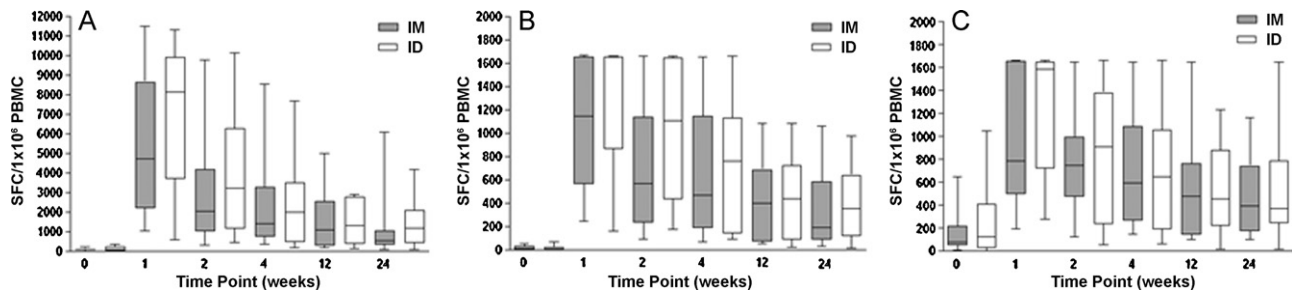 A
IM
ID
SFC/1x10⁶ PBMC
12000
11000
10000
9000
8000
7000
6000
5000
4000
3000
2000
1000
0
0 1 2 4 12 24
Time Point (weeks)
B
IM
ID
SFC/1x10⁶ PBMC
2000
1800
1600
1400
1200
1000
800
600
400
200
0
0 1 2 4 12 24
Time Point (weeks)
C
IM
ID
SFC/1x10⁶ PBMC
2000
1800
1600
1400
1200
1000
800
600
400
200
0
0 1 2 4 12 24
Time Point (weeks)